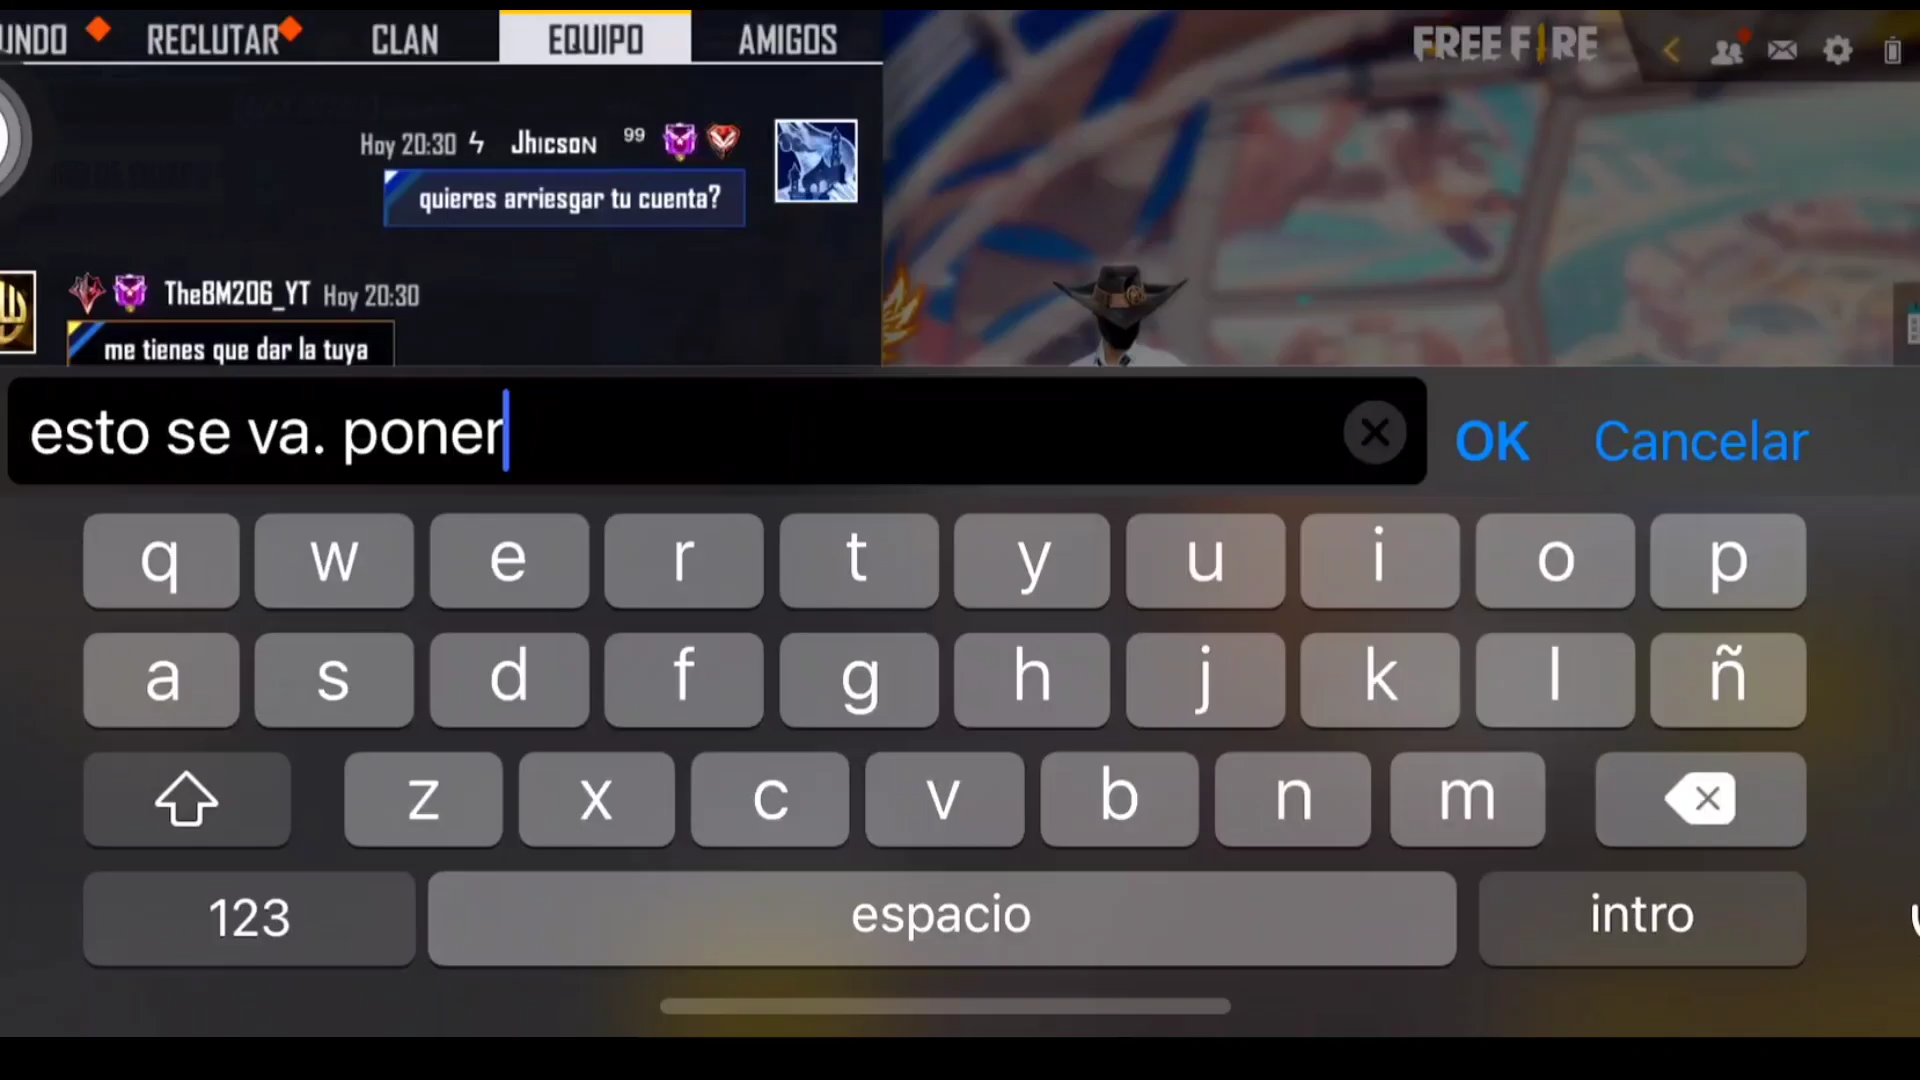 UNDO RECLUTAR CLAN EQUIPO AMIGOS
FREE FIRE
Hoy 20:30 ϟ Jhicson 99
quieres arriesgar tu cuenta?
TheBM206_YT Hoy 20:30
me tienes que dar la tuya
esto se va. poner
OK Cancelar
q w e r t y u i o p
a s d f g h j k l ñ
z x c v b n m
123 espacio intro